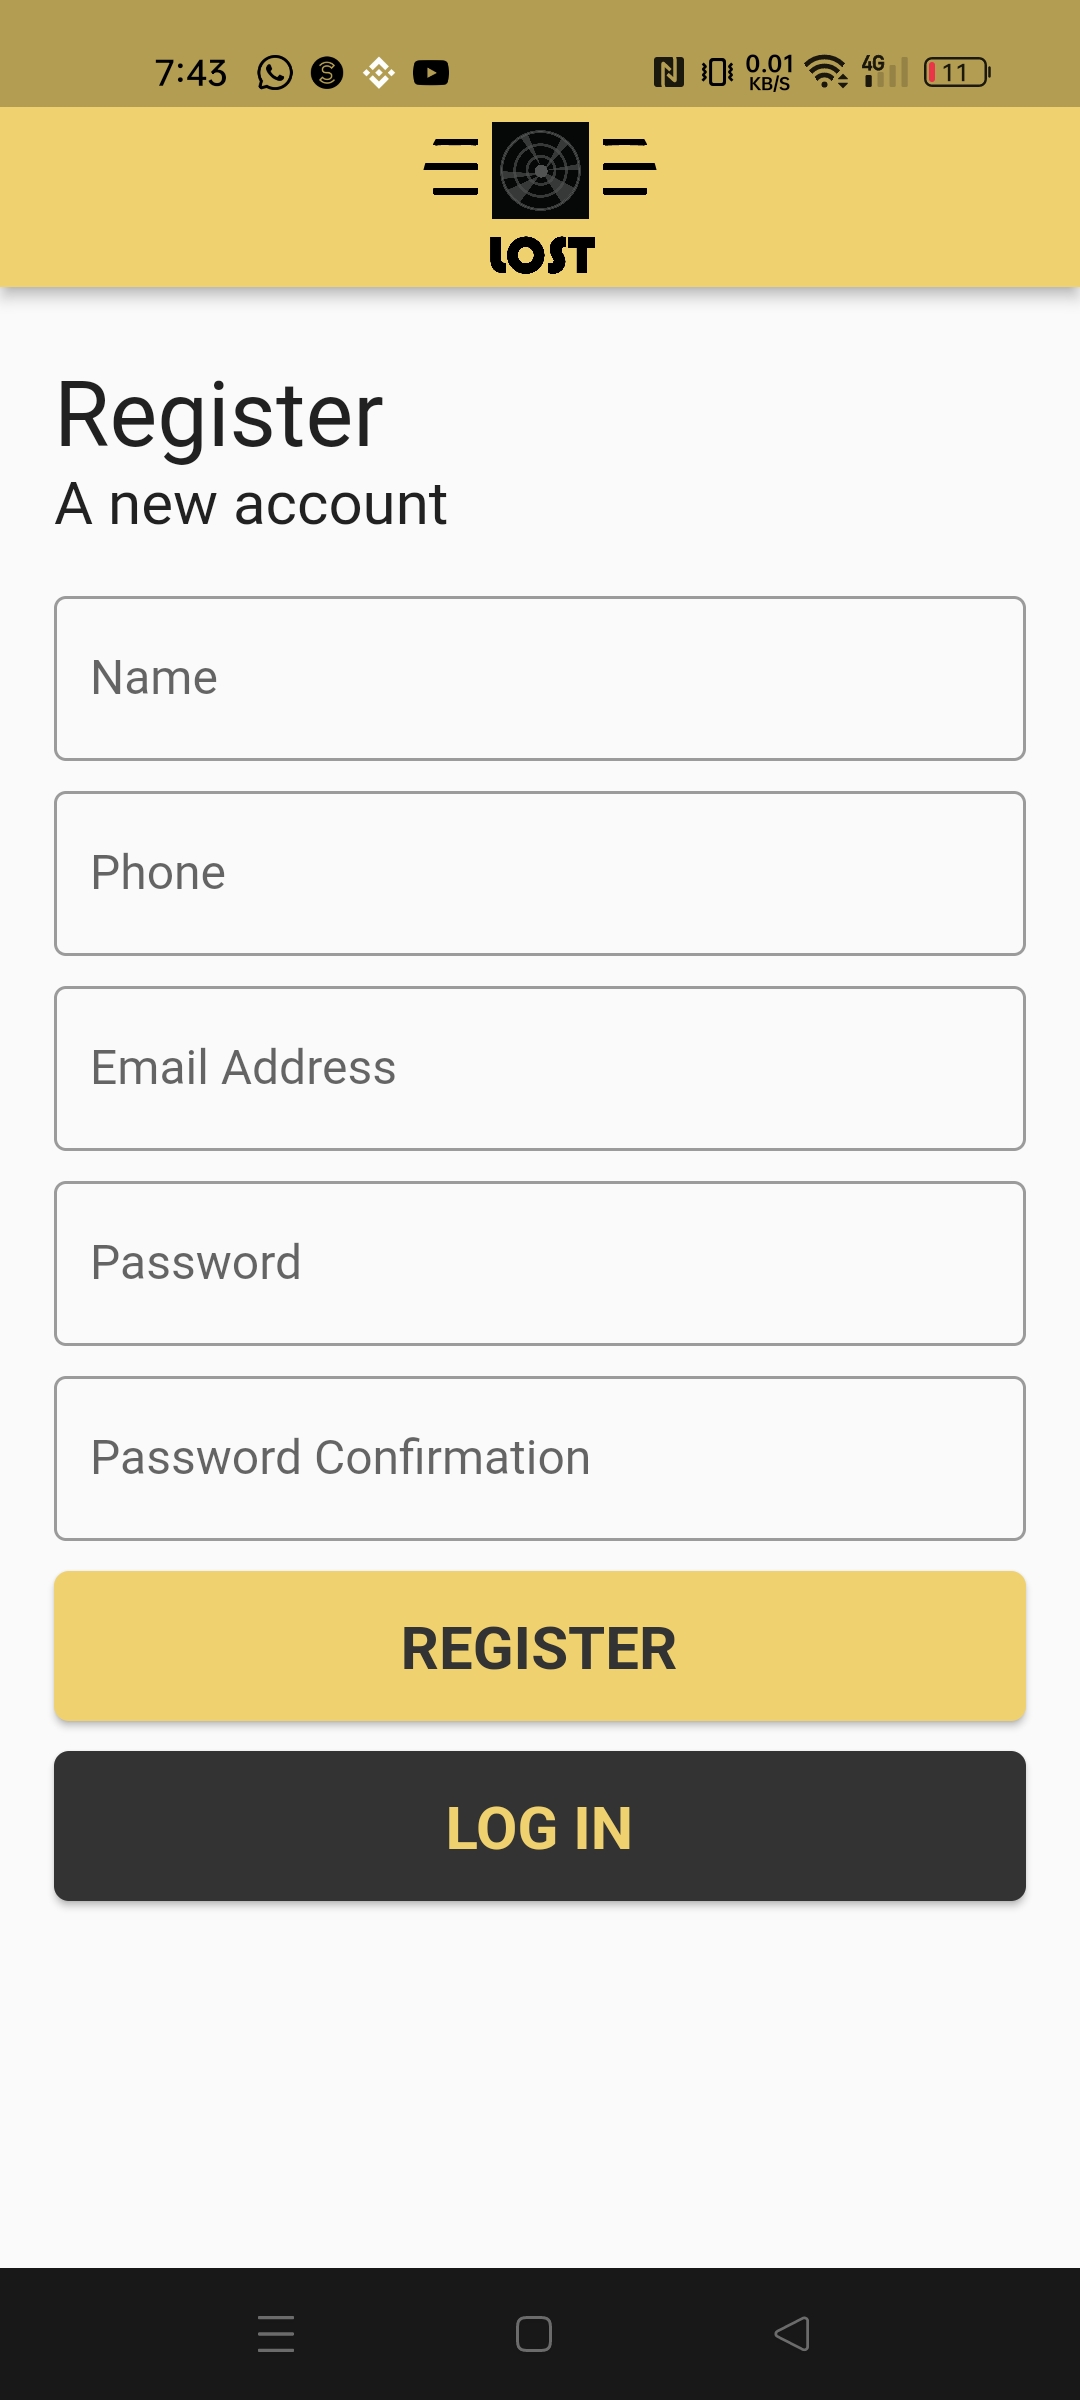 7:43 0.01 KB/S 4G 11
LOST
Register
A new account
Name
Phone
Email Address
Password
Password Confirmation
REGISTER
LOG IN